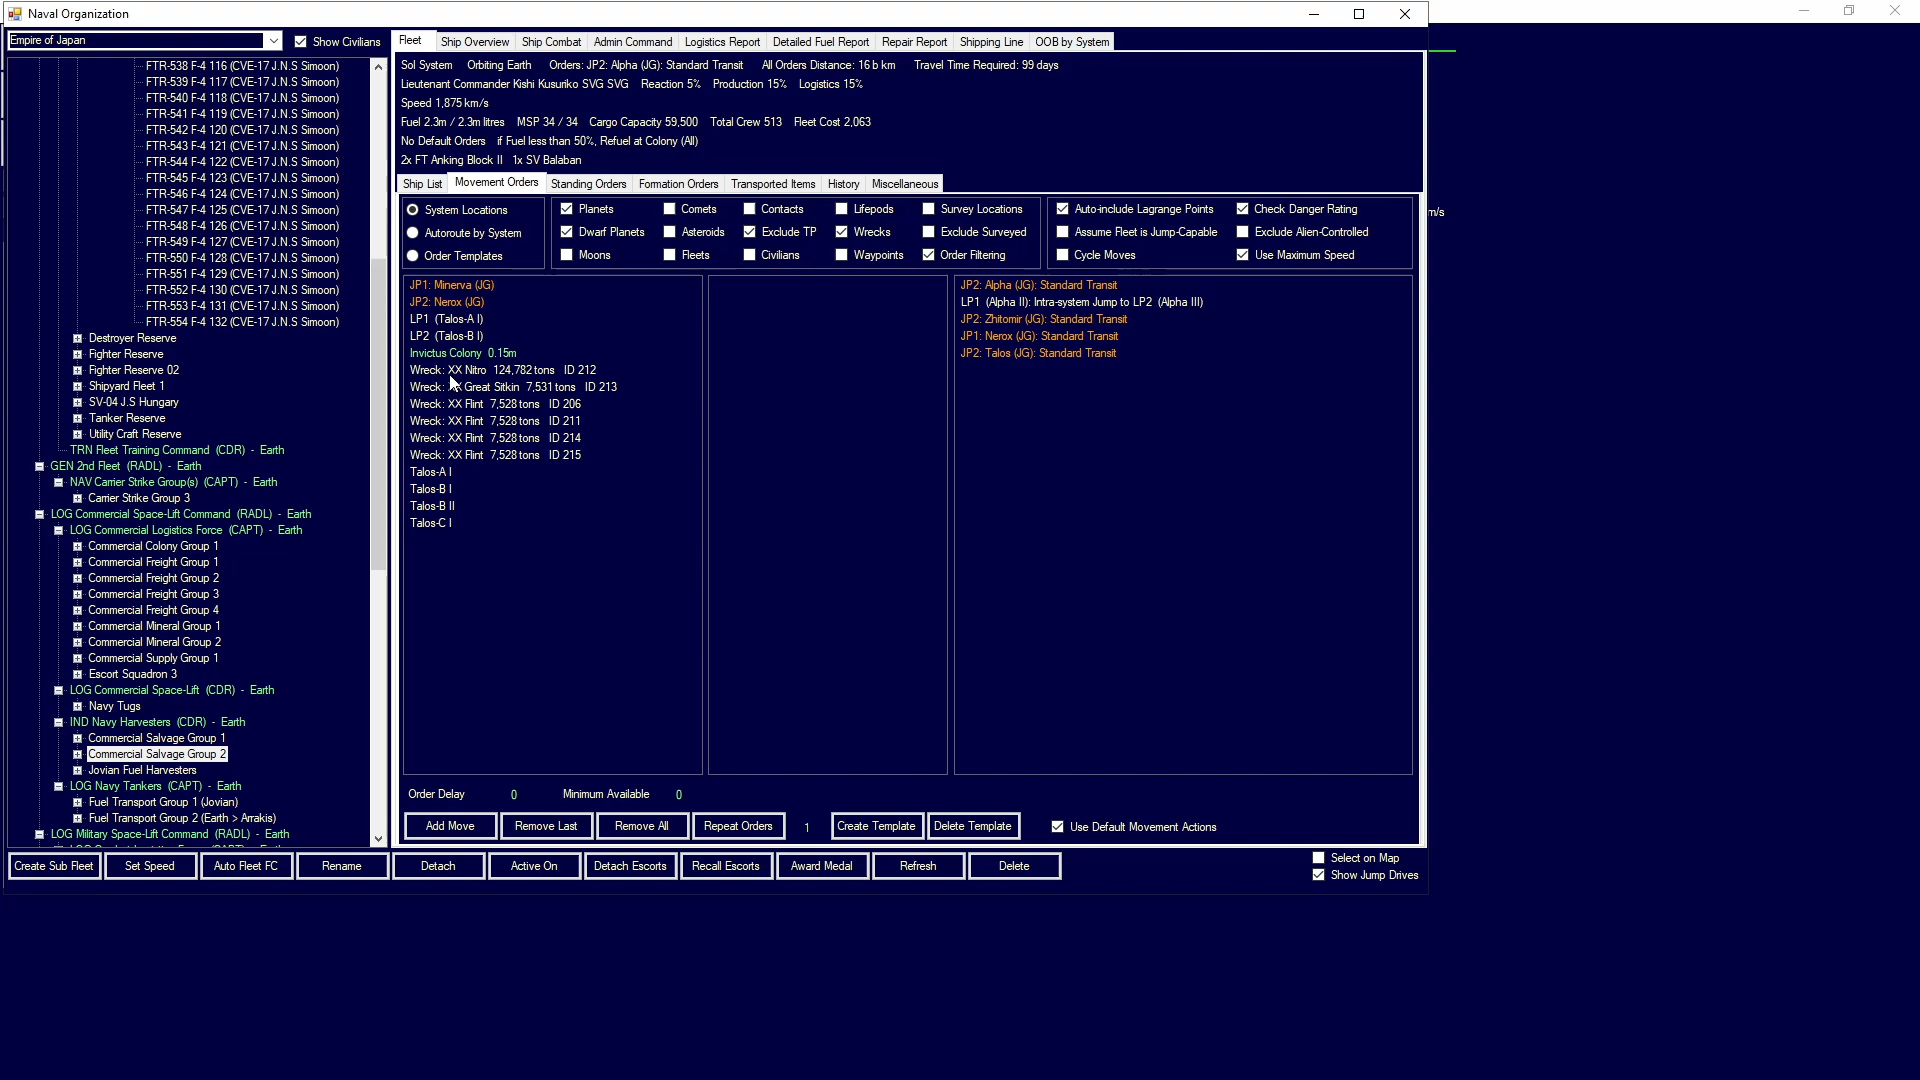 Naval Organization
Empire of Japan
Show Civilians
FTR-538 F-4 116 (CVE-17 J.N.S Simoon)
FTR-539 F-4 117 (CVE-17 J.N.S Simoon)
FTR-540 F-4 118 (CVE-17 J.N.S Simoon)
FTR-541 F-4 119 (CVE-17 J.N.S Simoon)
FTR-542 F-4 120 (CVE-17 J.N.S Simoon)
FTR-543 F-4 121 (CVE-17 J.N.S Simoon)
FTR-544 F-4 122 (CVE-17 J.N.S Simoon)
FTR-545 F-4 123 (CVE-17 J.N.S Simoon)
FTR-546 F-4 124 (CVE-17 J.N.S Simoon)
FTR-547 F-4 125 (CVE-17 J.N.S Simoon)
FTR-548 F-4 126 (CVE-17 J.N.S Simoon)
FTR-549 F-4 127 (CVE-17 J.N.S Simoon)
FTR-550 F-4 128 (CVE-17 J.N.S Simoon)
FTR-551 F-4 129 (CVE-17 J.N.S Simoon)
FTR-552 F-4 130 (CVE-17 J.N.S Simoon)
FTR-553 F-4 131 (CVE-17 J.N.S Simoon)
FTR-554 F-4 132 (CVE-17 J.N.S Simoon)
Destroyer Reserve
Fighter Reserve
Fighter Reserve 02
Shipyard Fleet 1
SV-04 J.S Hungary
Tanker Reserve
Utility Craft Reserve
TRN Fleet Training Command (CDR) - Earth
GEN 2nd Fleet (RADL) - Earth
NAV Carrier Strike Group(s) (CAPT) - Earth
Carrier Strike Group 3
LOG Commercial Space-Lift Command (RADL) - Earth
LOG Commercial Logistics Force (CAPT) - Earth
Commercial Colony Group 1
Commercial Freight Group 1
Commercial Freight Group 2
Commercial Freight Group 3
Commercial Freight Group 4
Commercial Mineral Group 1
Commercial Mineral Group 2
Commercial Supply Group 1
Escort Squadron 3
LOG Commercial Space-Lift (CDR) - Earth
Navy Tugs
IND Navy Harvesters (CDR) - Earth
Commercial Salvage Group 1
Commercial Salvage Group 2
Jovian Fuel Harvesters
LOG Navy Tankers (CAPT) - Earth
Fuel Transport Group 1 (Jovian)
Fuel Transport Group 2 (Earth > Arrakis)
LOG Military Space-Lift Command (RADL) - Earth
Fleet Ship Overview Ship Combat Admin Command Logistics Report Detailed Fuel Report Repair Report Shipping Line OOB by System
Sol System Orbiting Earth Orders: JP2: Alpha (JG): Standard Transit All Orders Distance: 16 b km Travel Time Required: 99 days
Lieutenant Commander Kishi Kusuriko SVG SVG Reaction 5% Production 15% Logistics 15%
Speed 1,875 km/s
Fuel 2.3m / 2.3m litres MSP 34 / 34 Cargo Capacity 59,500 Total Crew 513 Fleet Cost 2,063
No Default Orders if Fuel less than 50%, Refuel at Colony (All)
2x FT Anking Block II 1x SV Balaban
Ship List Movement Orders Standing Orders Formation Orders Transported Items History Miscellaneous
System Locations
Autoroute by System
Order Templates
Planets Comets Contacts Lifepods Survey Locations
Dwarf Planets Asteroids Exclude TP Wrecks Exclude Surveyed
Moons Fleets Civilians Waypoints Order Filtering
Auto-include Lagrange Points Check Danger Rating
Assume Fleet is Jump-Capable Exclude Alien-Controlled
Cycle Moves Use Maximum Speed
m/s
JP1: Minerva (JG)
JP2: Nerox (JG)
LP1 (Talos-A I)
LP2 (Talos-B I)
Invictus Colony 0.15m
Wreck: XX Nitro 124,782 tons ID 212
Wreck: XX Great Sitkin 7,531 tons ID 213
Wreck: XX Flint 7,528 tons ID 206
Wreck: XX Flint 7,528 tons ID 211
Wreck: XX Flint 7,528 tons ID 214
Wreck: XX Flint 7,528 tons ID 215
Talos-A I
Talos-B I
Talos-B II
Talos-C I
JP2: Alpha (JG): Standard Transit
LP1 (Alpha II): Intra-system Jump to LP2 (Alpha III)
JP2: Zhitomir (JG): Standard Transit
JP1: Nerox (JG): Standard Transit
JP2: Talos (JG): Standard Transit
Order Delay 0 Minimum Available 0
Add Move Remove Last Remove All Repeat Orders 1 Create Template Delete Template Use Default Movement Actions
Create Sub Fleet Set Speed Auto Fleet FC Rename Detach Active On Detach Escorts Recall Escorts Award Medal Refresh Delete
Select on Map
Show Jump Drives